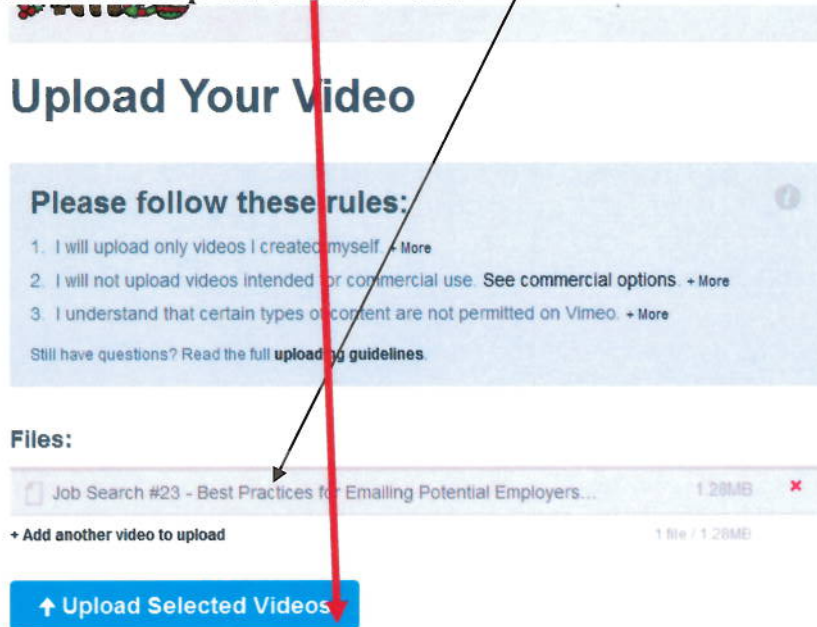 Upload Your Video
Please follow these rules:
1. I will upload only videos I created myself. + More
2. I will not upload videos intended for commercial use. See commercial options. + More
3. I understand that certain types of content are not permitted on Vimeo. + More
Still have questions? Read the full uploading guidelines.
Files:
Job Search #23 - Best Practices for Emailing Potential Employers... 1.28MB
+ Add another video to upload 1 file / 1.28MB
Upload Selected Videos